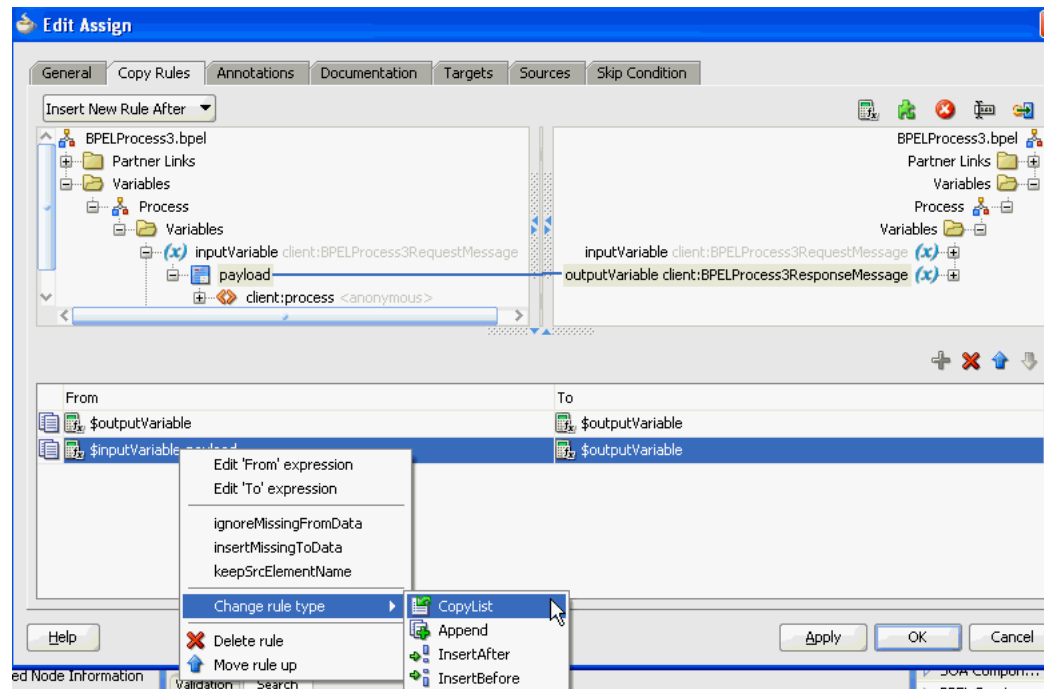 Edit Assign
General Copy Rules Annotations Documentation Targets Sources Skip Condition
Insert New Rule After
BPELProcess3.bpel BPELProcess3.bpel
Partner Links Partner Links
Variables Variables
Process Process
Variables Variables
(x) inputVariable client:BPELProcess3RequestMessage inputVariable client:BPELProcess3ResponseMessage (x)
payload outputVariable client:BPELProcess3ResponseMessage (x)
client:process <anonymous>
From To
$outputVariable $outputVariable
$inputVariable $outputVariable
Edit 'From' expression
Edit 'To' expression
ignoreMissingFromData
insertMissingToData
keepSrcElementName
Change rule type CopyList
Append
Help Apply OK Cancel
Delete rule
InsertAfter
Move rule up
ed Node Information Validation Search InsertBefore